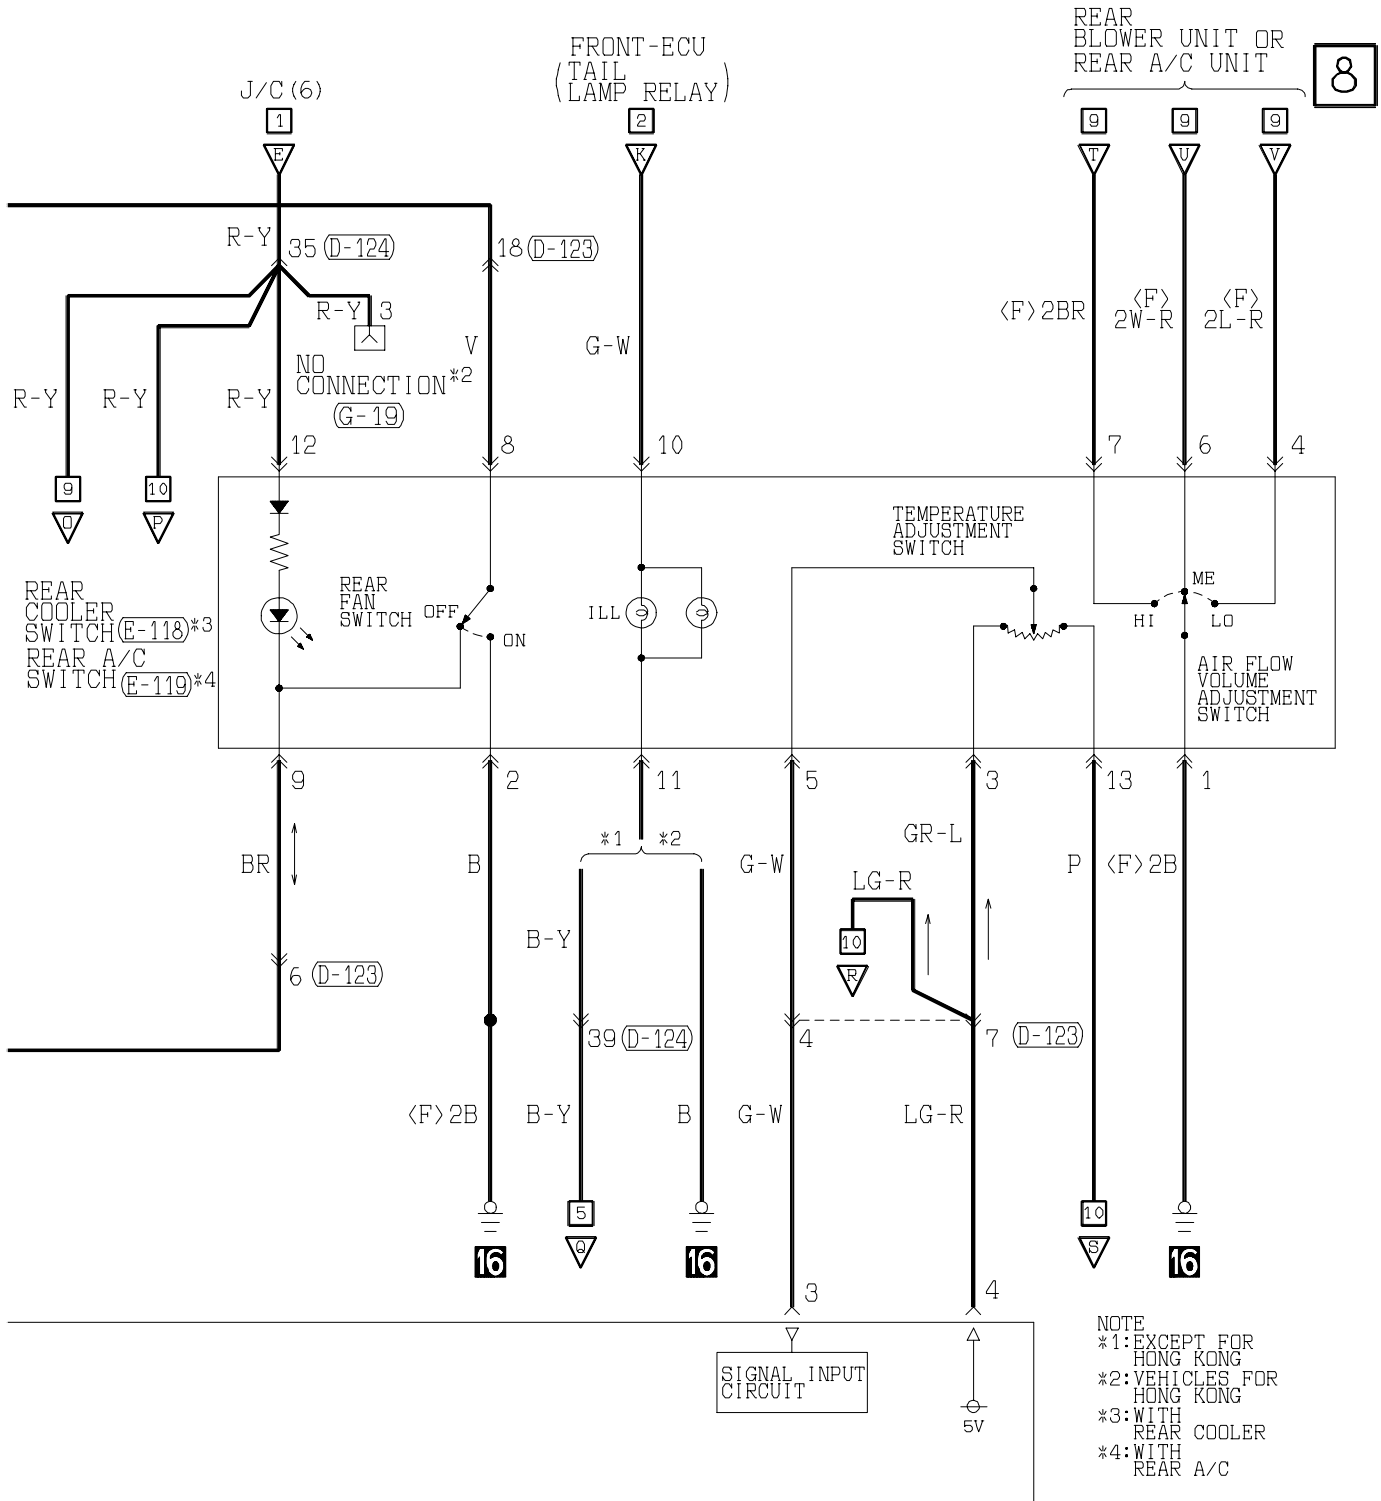 REAR
BLOWER UNIT OR
REAR A/C UNIT
8
FRONT-ECU
(TAIL
LAMP RELAY)
J/C(6)
1
2
9
9
9
E
K
T
U
V
R-Y
35 (D-124)
18 (D-123)
R-Y 3
<F>2BR
<F>
2W-R
<F>
2L-R
V
G-W
NO
CONNECTION*2
(G-19)
R-Y
R-Y
R-Y
12
8
10
7
6
4
9
10
O
P
TEMPERATURE
ADJUSTMENT
SWITCH
REAR
COOLER
SWITCH(E-118)*3
REAR A/C
SWITCH(E-119)*4
REAR
FAN
SWITCH
OFF
ON
ILL
ME
HI
LO
AIR FLOW
VOLUME
ADJUSTMENT
SWITCH
9
2
11
5
3
13
1
*1
*2
GR-L
BR
B
G-W
LG-R
P
<F>2B
B-Y
10
R
6 (D-123)
39 (D-124)
4
7 (D-123)
<F>2B
B-Y
B
G-W
LG-R
5
10
Q
S
16
16
16
3
4
SIGNAL INPUT
CIRCUIT
5V
NOTE
*1:EXCEPT FOR
HONG KONG
*2:VEHICLES FOR
HONG KONG
*3:WITH
REAR COOLER
*4:WITH
REAR A/C